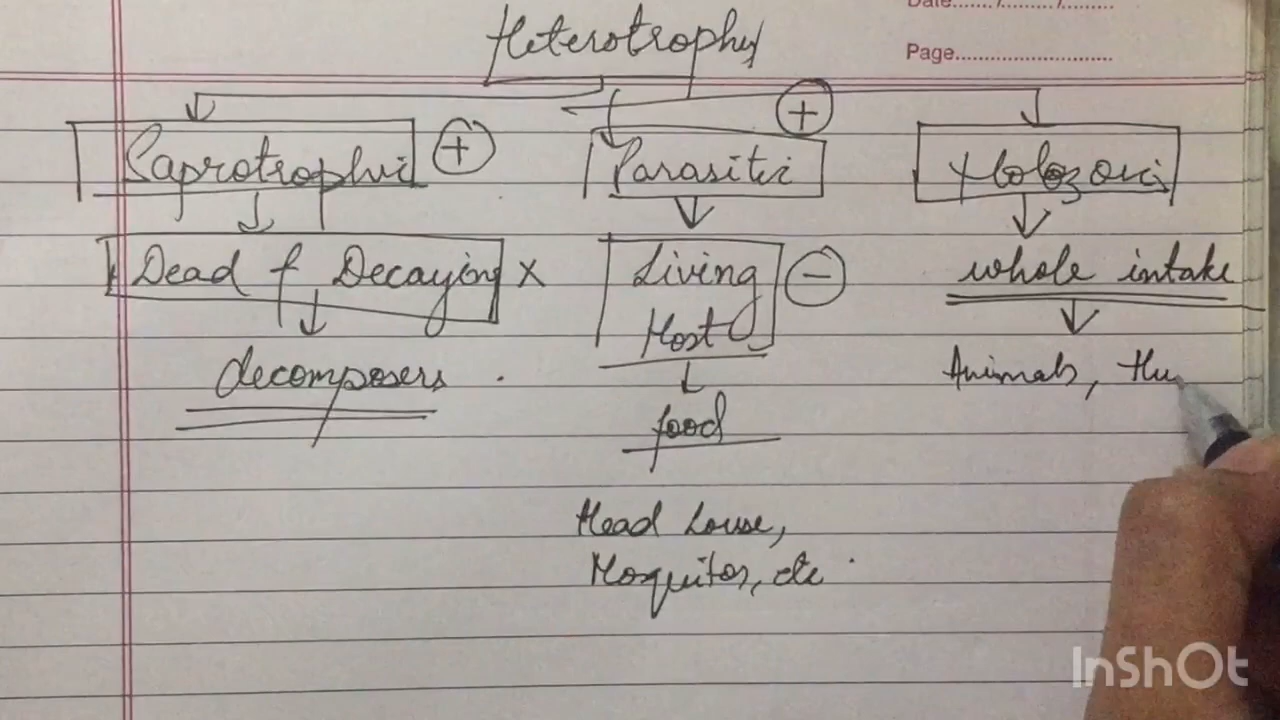 Date....../........./.........
Page...........................
Heterotrophy
Saprotrophic + Parasitic + Holozoic
Dead & Decaying x Living
Host - whole intake
decomposers . food Animals, Hu
Head Louse,
Mosquitos, etc .
InShOt